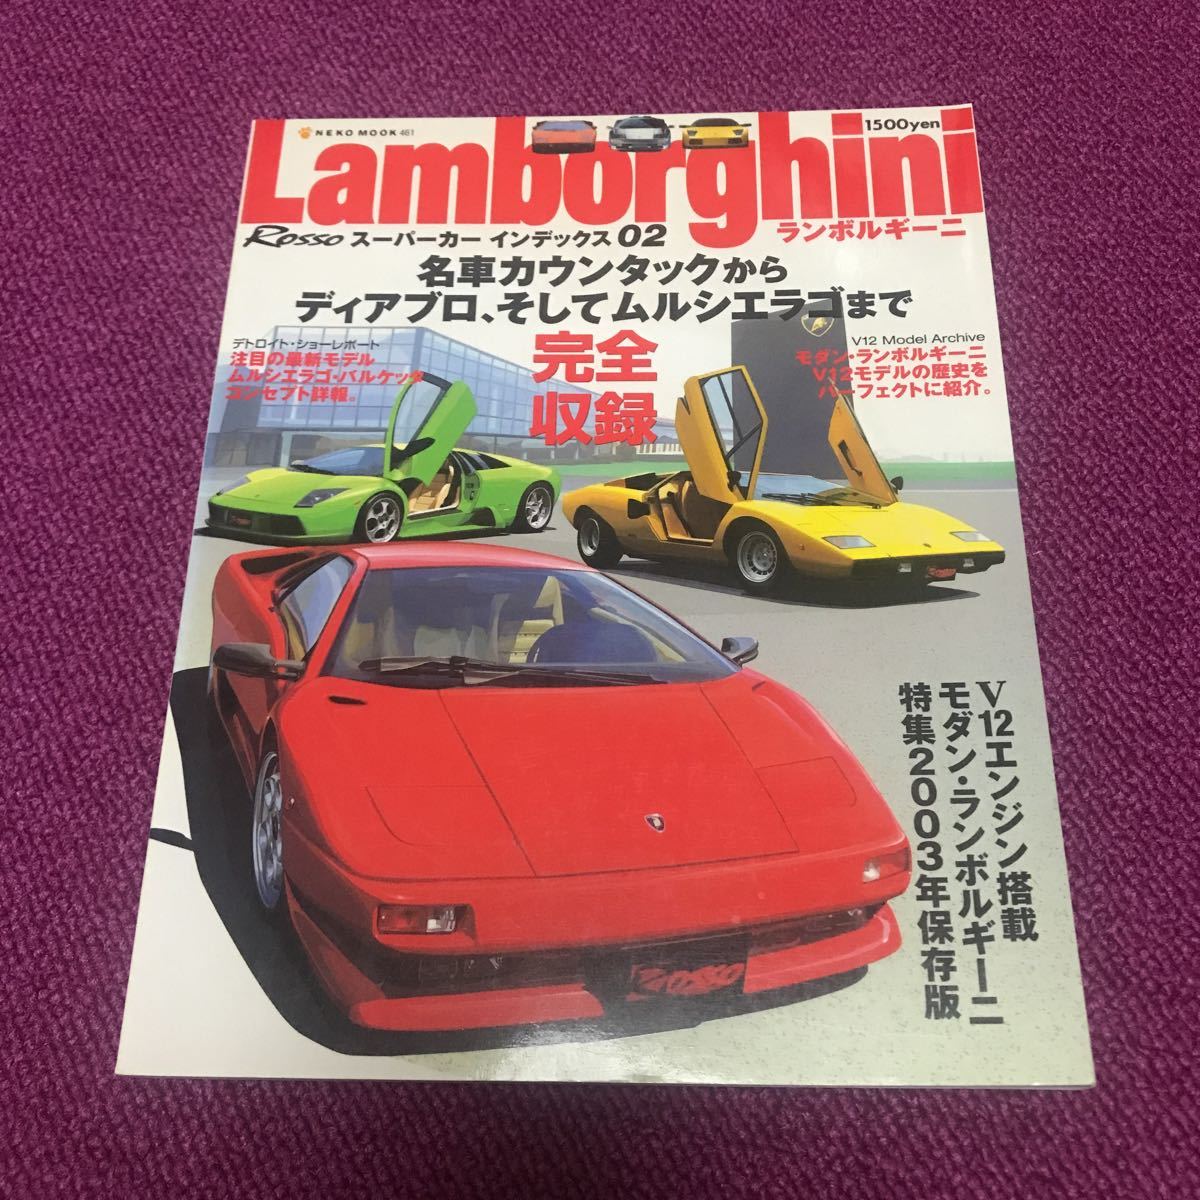 NEKO MOOK 461
1500yen
Lamborghini
Rosso スーパーカー インデックス 02
ランボルギーニ
名車カウンタックから
ディアブロ、そしてムルシエラゴまで
完全
収録
デトロイト・ショーレポート
注目の最新モデル
ムルシエラゴ・バルケッタ
コンセプト詳報。
V12 Model Archive
モダン・ランボルギーニ
V12モデルの歴史を
パーフェクトに紹介。
V12エンジン搭載
モダン・ランボルギーニ
特集2003年保存版
Rosso